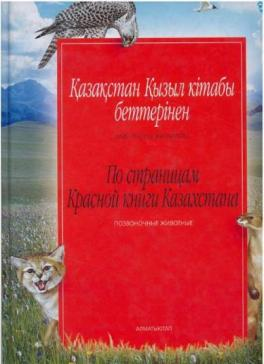 Қазақстан Қызыл кітабы
беттерінен
По страницам
Красной книги Казахстана
ПОЗВОНОЧНЫЕ ЖИВОТНЫЕ
АЛМАТЫКІТАП